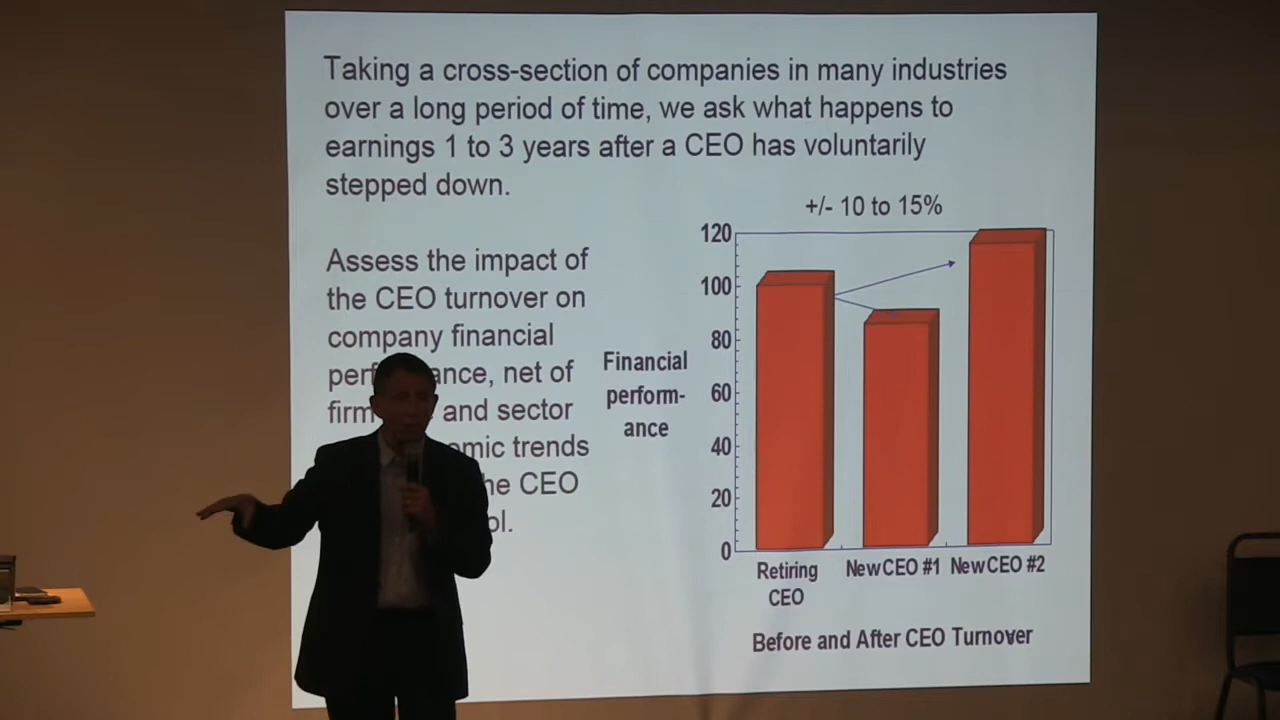 Taking a cross-section of companies in many industries
over a long period of time, we ask what happens to
earnings 1 to 3 years after a CEO has voluntarily
stepped down.
Assess the impact of
the CEO turnover on
company financial
net of
and sector
trends
CEO
+/- 10 to 15%
Financial
perform-
ance
120
100
80
60
40
20
0
Retiring
CEO
New CEO #1
New CEO #2
Before and After CEO Turnover